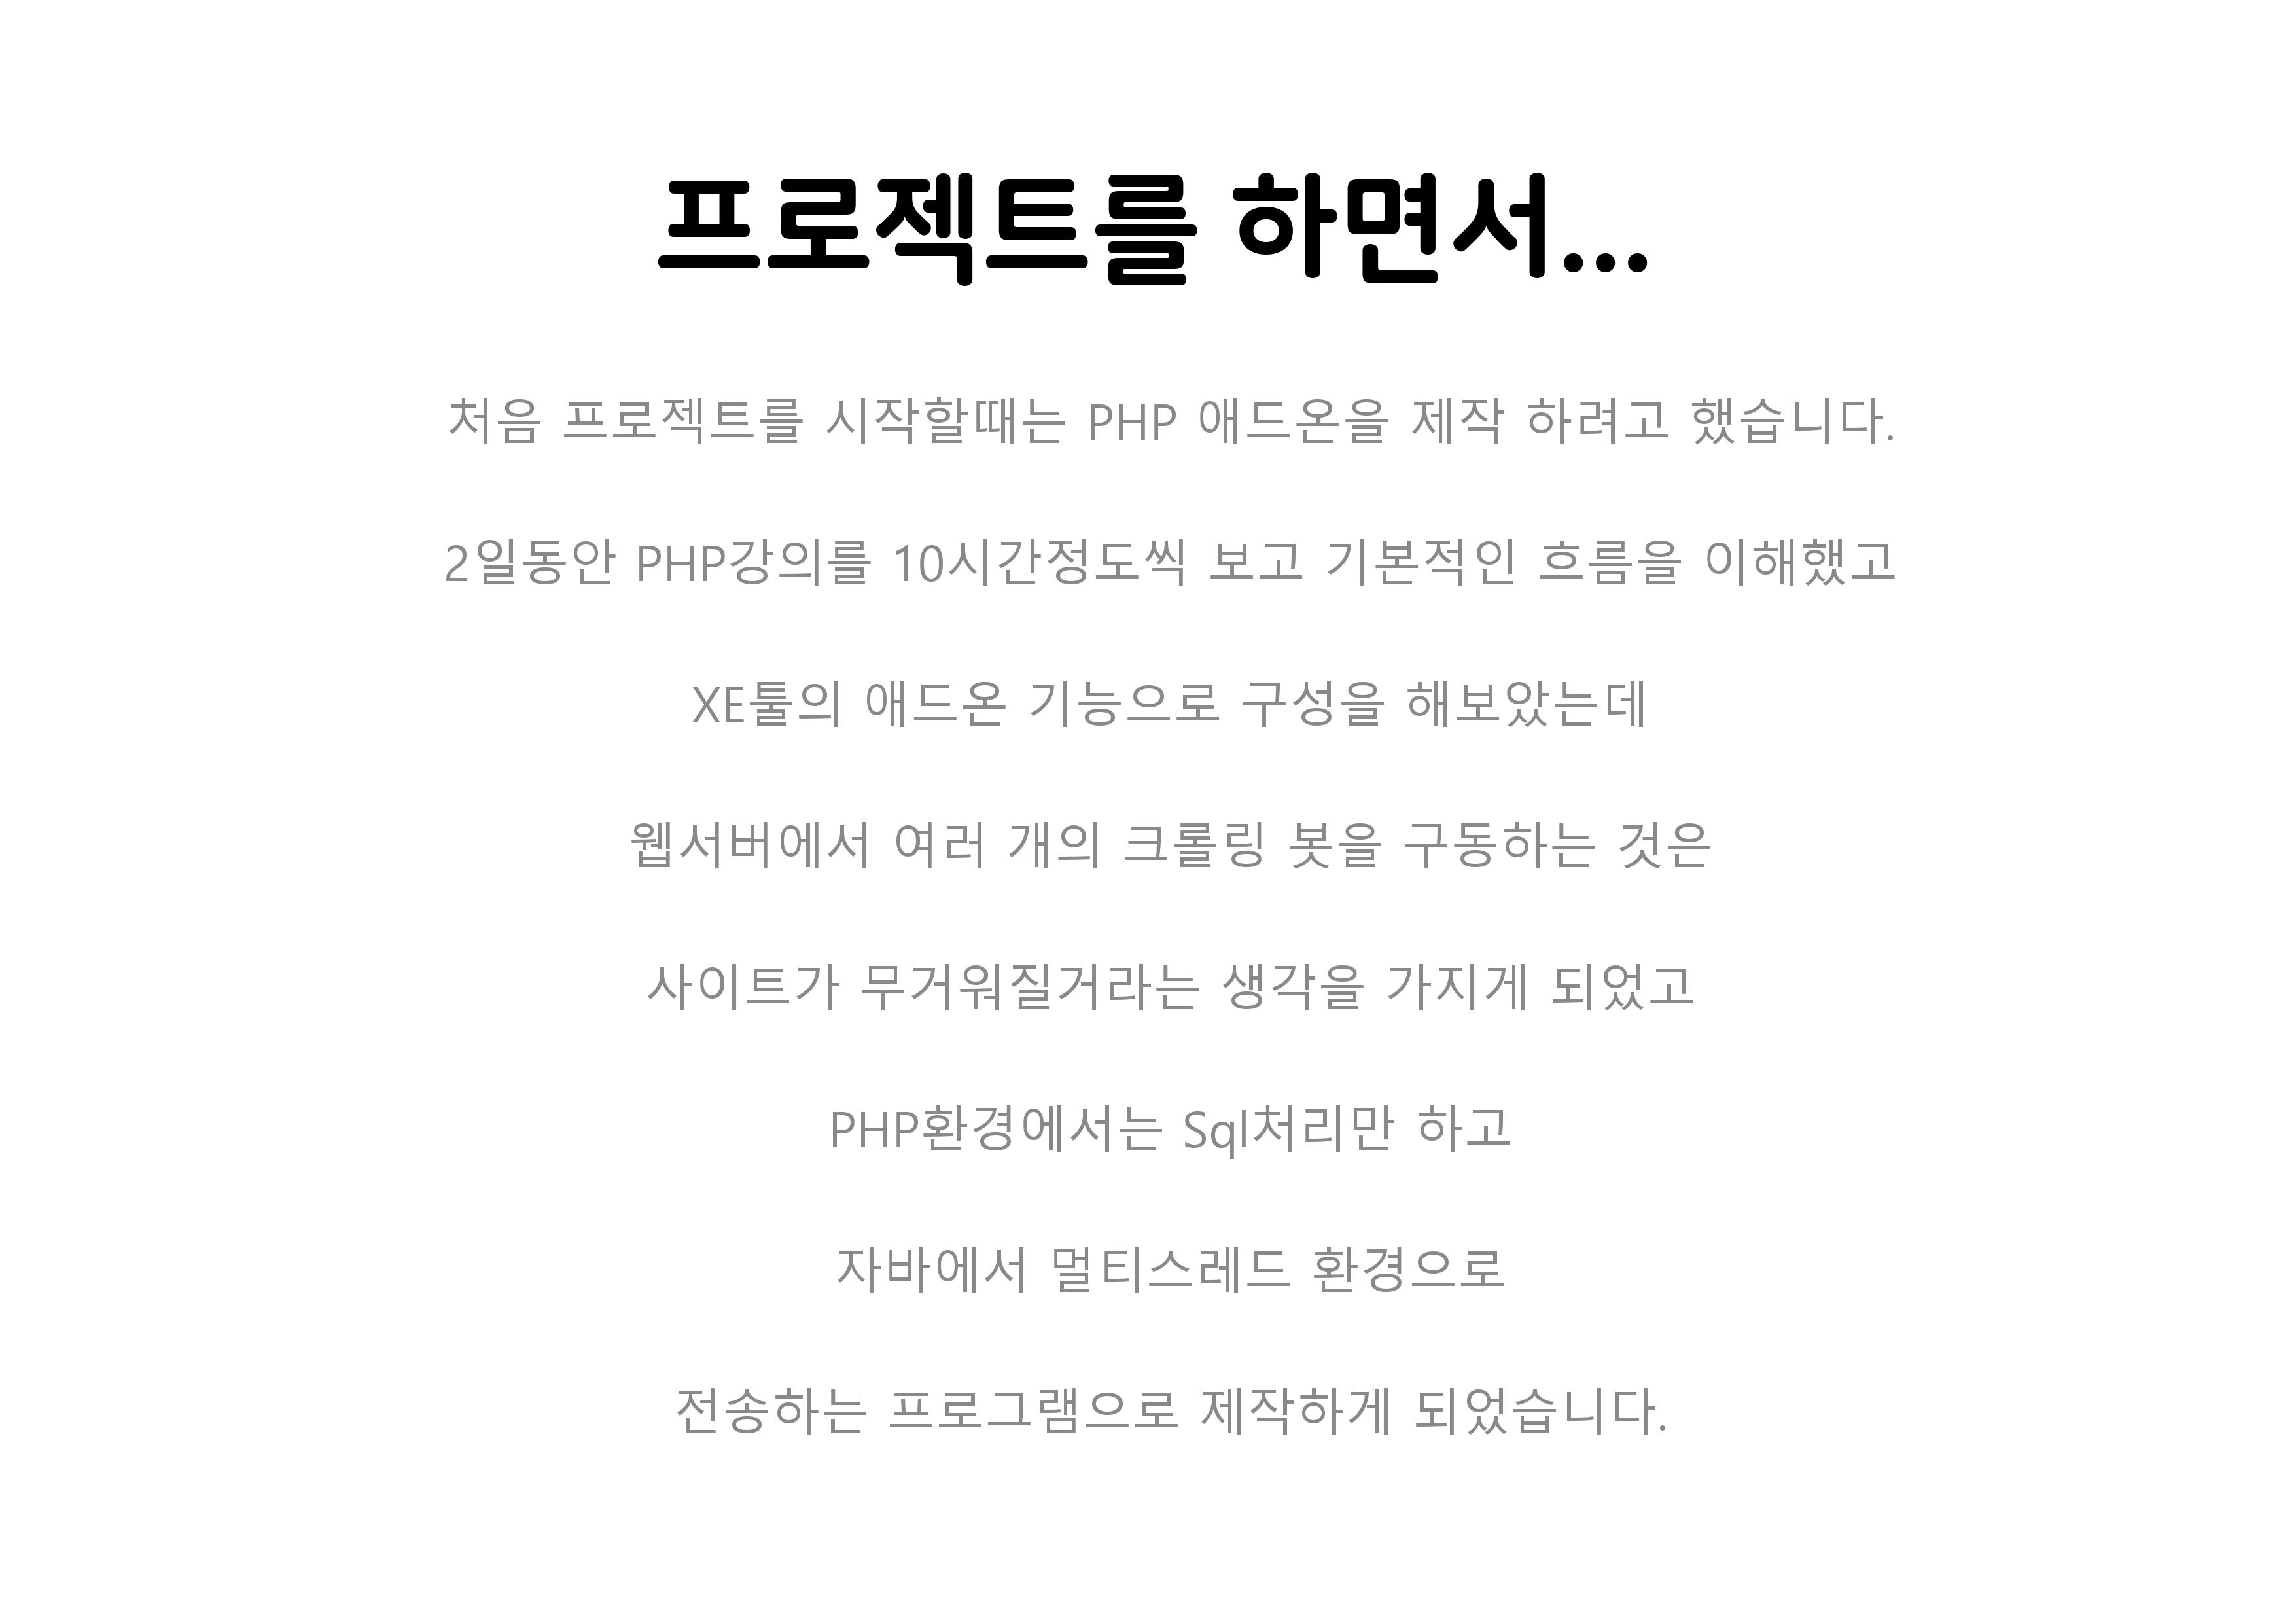 프로젝트를 하면서...
처음 프로젝트를 시작할때는 PHP 애드온을 제작 하려고 했습니다.
2일동안 PHP강의를 10시간정도씩 보고 기본적인 흐름을 이해했고
XE툴의 애드온 기능으로 구성을 해보았는데
웹서버에서 여러 개의 크롤링 봇을 구동하는 것은
사이트가 무거워질거라는 생각을 가지게 되었고
PHP환경에서는 Sql처리만 하고
자바에서 멀티스레드 환경으로
전송하는 프로그램으로 제작하게 되었습니다.